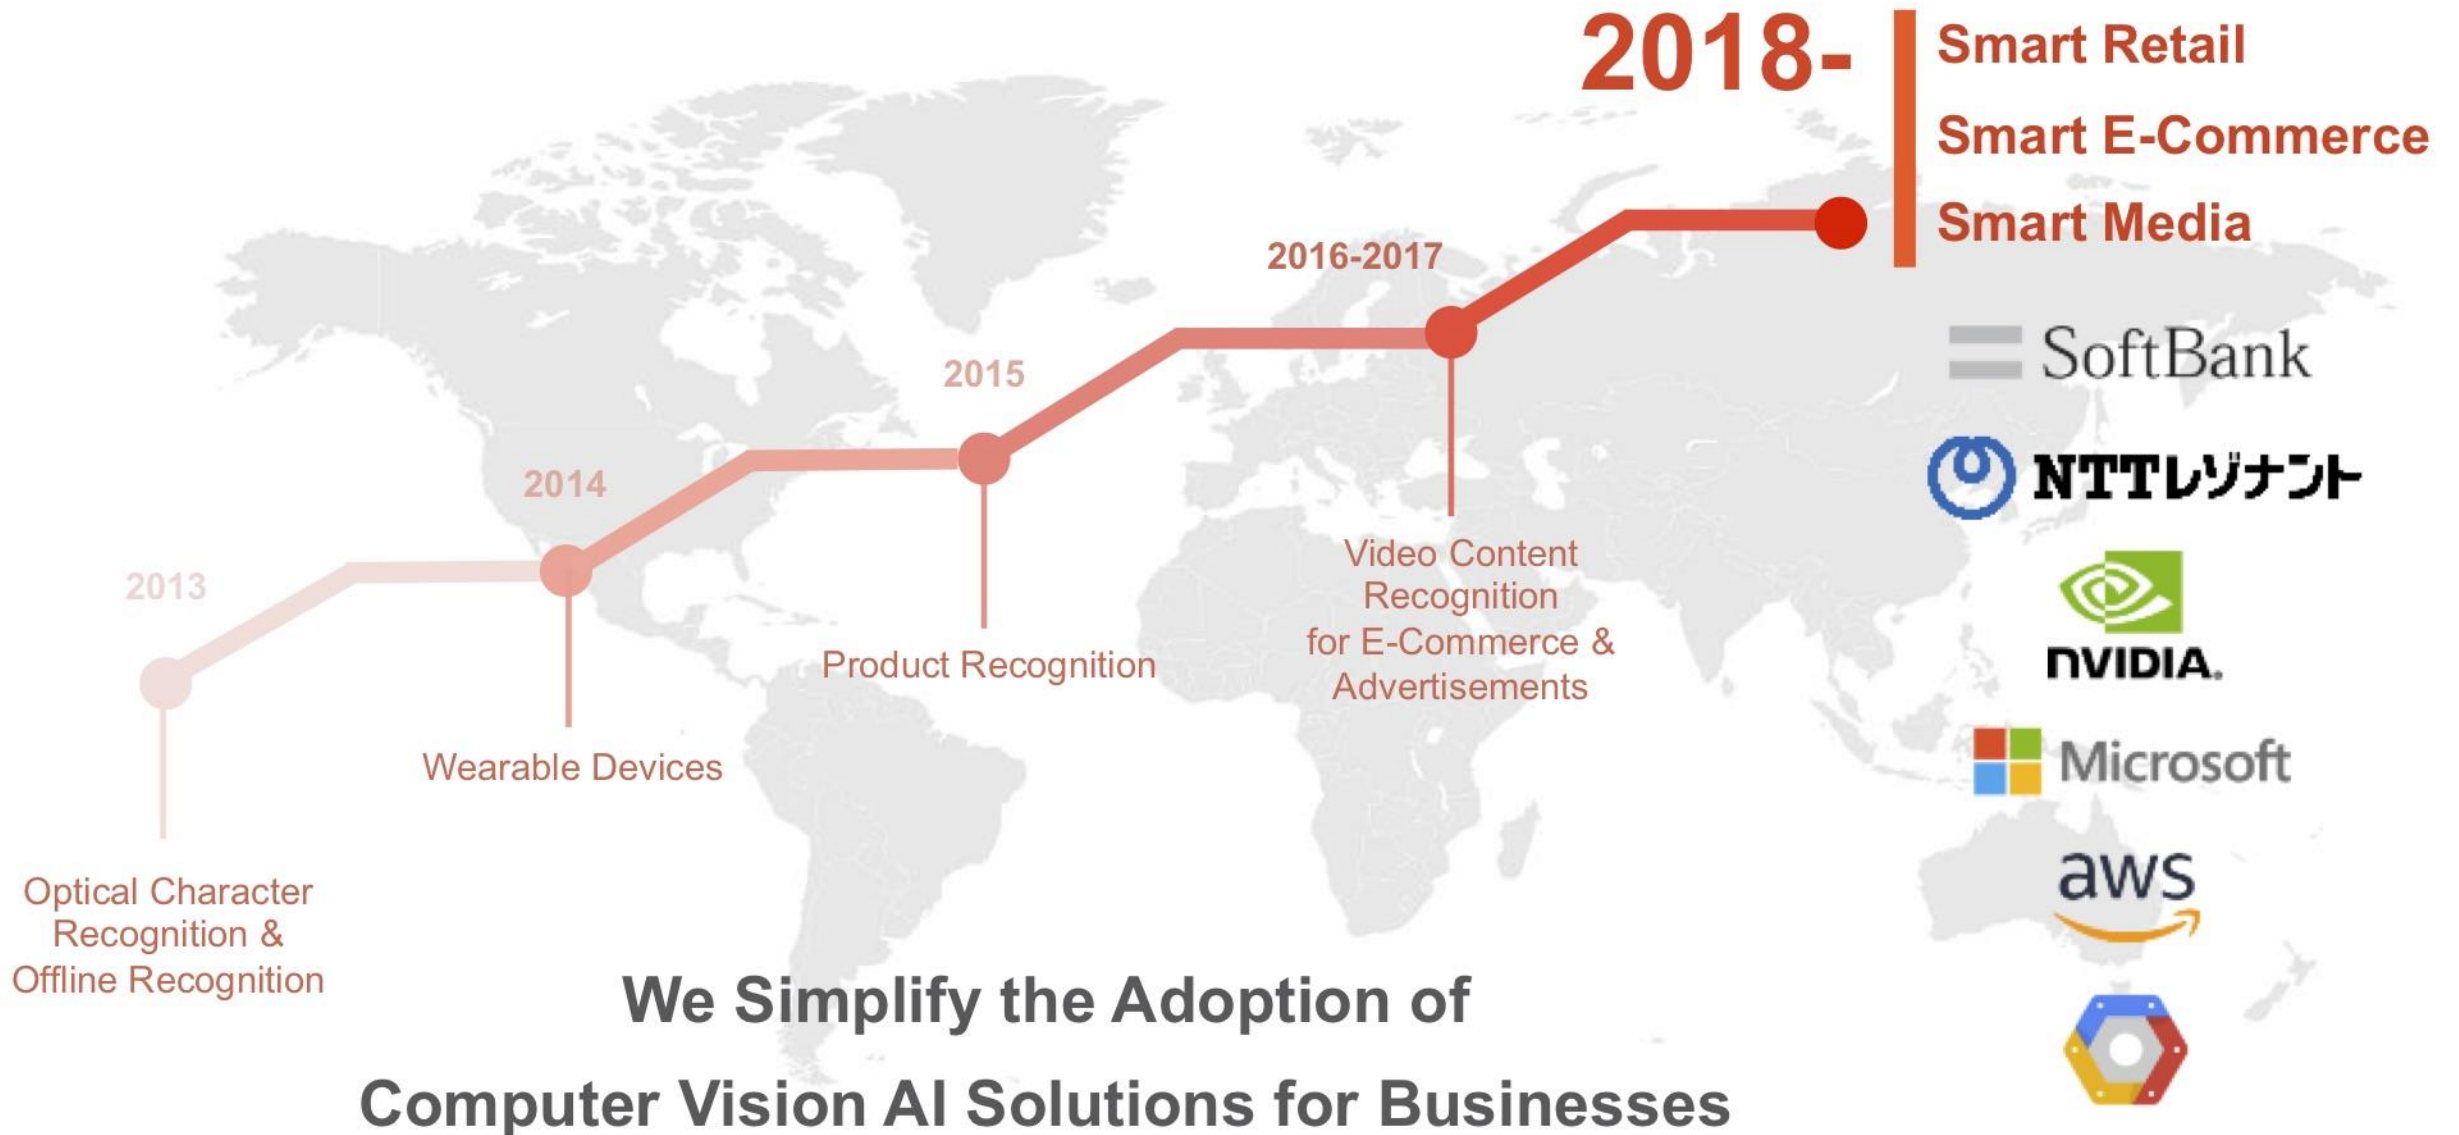 2018-
Smart Retail
Smart E-Commerce
Smart Media
2016-2017
2015
2014
2013
Video Content
Recognition
for E-Commerce &
Advertisements
Product Recognition
Wearable Devices
Optical Character
Recognition &
Offline Recognition
SoftBank
NTTレゾナント
NVIDIA.
Microsoft
aws
We Simplify the Adoption of
Computer Vision AI Solutions for Businesses